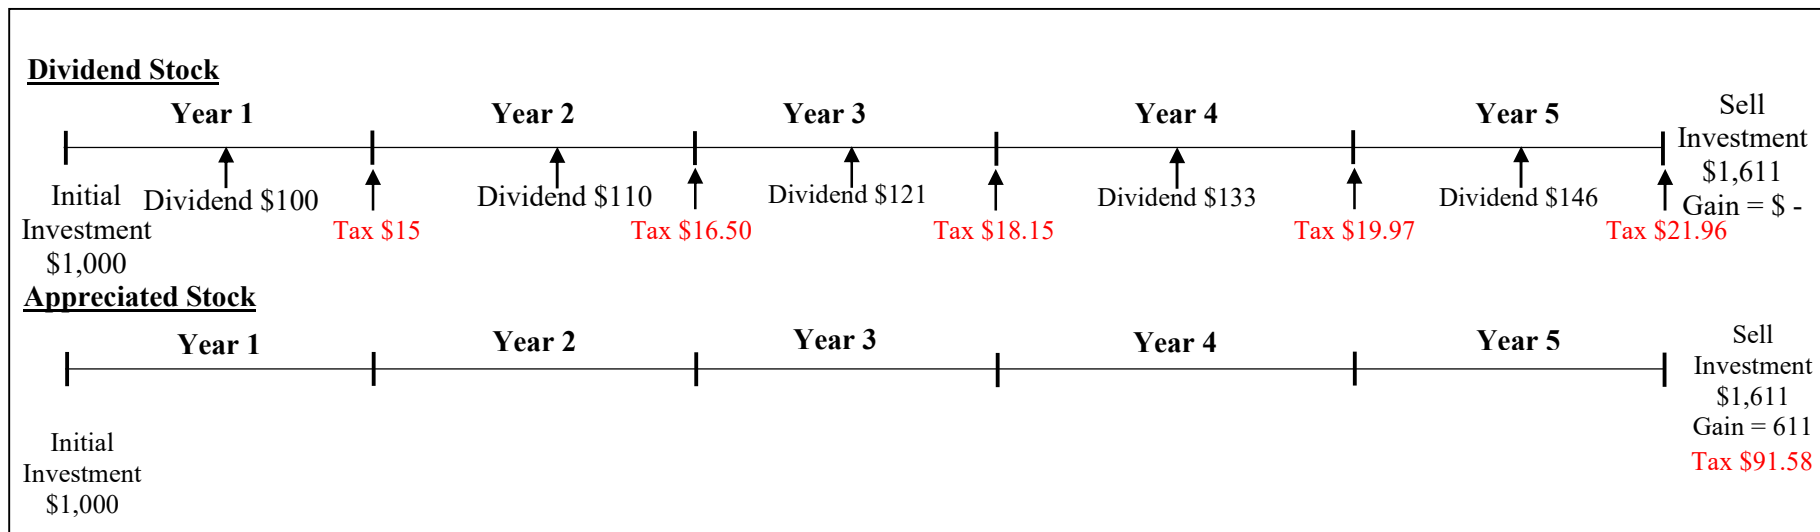 Dividend Stock
Year 1
Year 2
Year 3
Year 4
Year 5
Sell
Investment
$1,611
Gain = $ -
Initial
Investment
$1,000
Dividend $100
Tax $15
Dividend $110
Tax $16.50
Dividend $121
Tax $18.15
Dividend $133
Tax $19.97
Dividend $146
Tax $21.96
Appreciated Stock
Year 1
Year 2
Year 3
Year 4
Year 5
Sell
Investment
$1,611
Gain = 611
Tax $91.58
Initial
Investment
$1,000